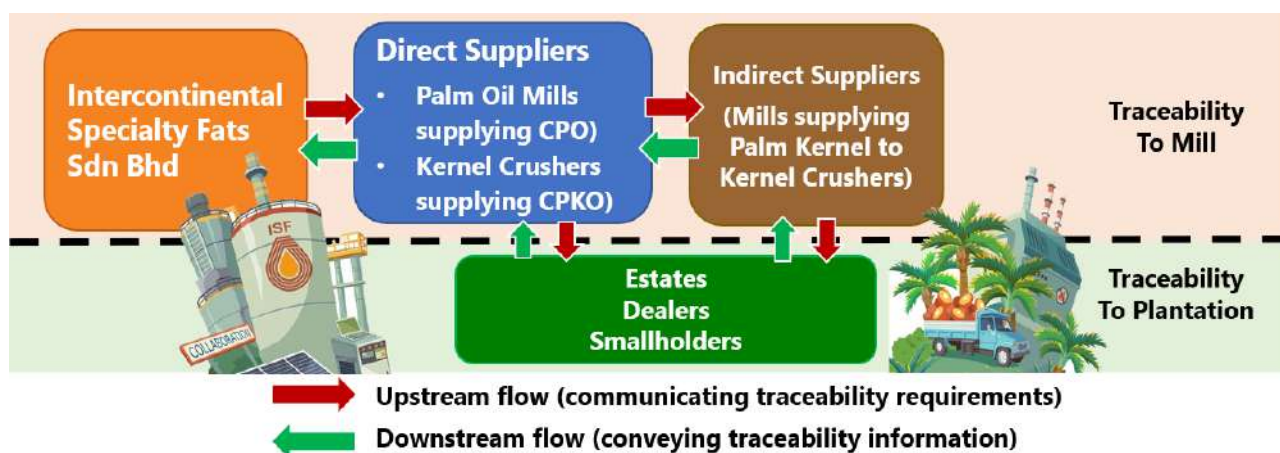 Intercontinental
Specialty Fats
Sdn Bhd
Direct Suppliers
• Palm Oil Mills
supplying CPO)
• Kernel Crushers
supplying CPKO)
Indirect Suppliers
(Mills supplying
Palm Kernel to
Kernel Crushers)
Traceability
To Mill
ISF
COLLABORATION
Estates
Dealers
Smallholders
Traceability
To Plantation
Upstream flow (communicating traceability requirements)
Downstream flow (conveying traceability information)